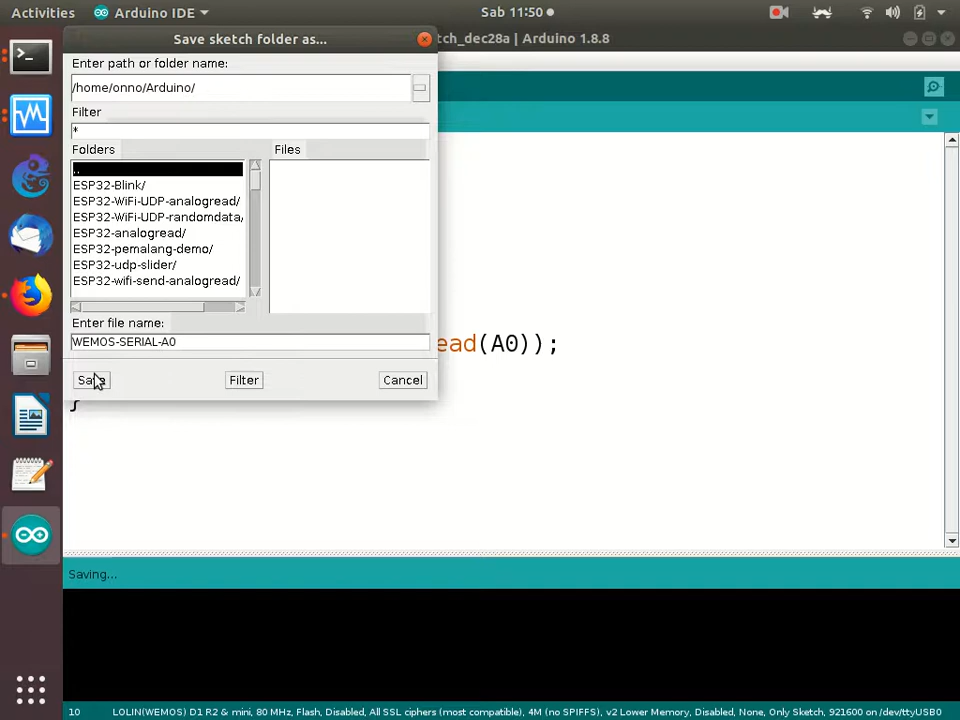 Activities Arduino IDE Sab 11:50
Save sketch folder as...
tch_dec28a | Arduino 1.8.8
Enter path or folder name:
/home/onno/Arduino/
Filter
*
Folders Files
..
ESP32-Blink/
ESP32-WiFi-UDP-analogread/
ESP32-WiFi-UDP-randomdata/
ESP32-analogread/
ESP32-pemalang-demo/
ESP32-udp-slider/
ESP32-wifi-send-analogread/
Enter file name:
WEMOS-SERIAL-A0
ead(A0));
Save Filter Cancel
}
Saving...
10 LOLIN(WEMOS) D1 R2 & mini, 80 MHz, Flash, Disabled, All SSL ciphers (most compatible), 4M (no SPIFFS), v2 Lower Memory, Disabled, None, Only Sketch, 921600 on /dev/ttyUSB0